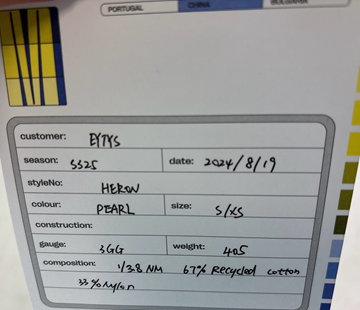 PORTUGAL CHINA BULGARIA
customer: EYTYS
season: SS25 date: 2024/8/19
styleNo: HERON
colour: PEARL size: S/XS
construction:
gauge: 3GG weight: 405
composition: 1/3.8 NM 67% Recycled cotton
33% nylon